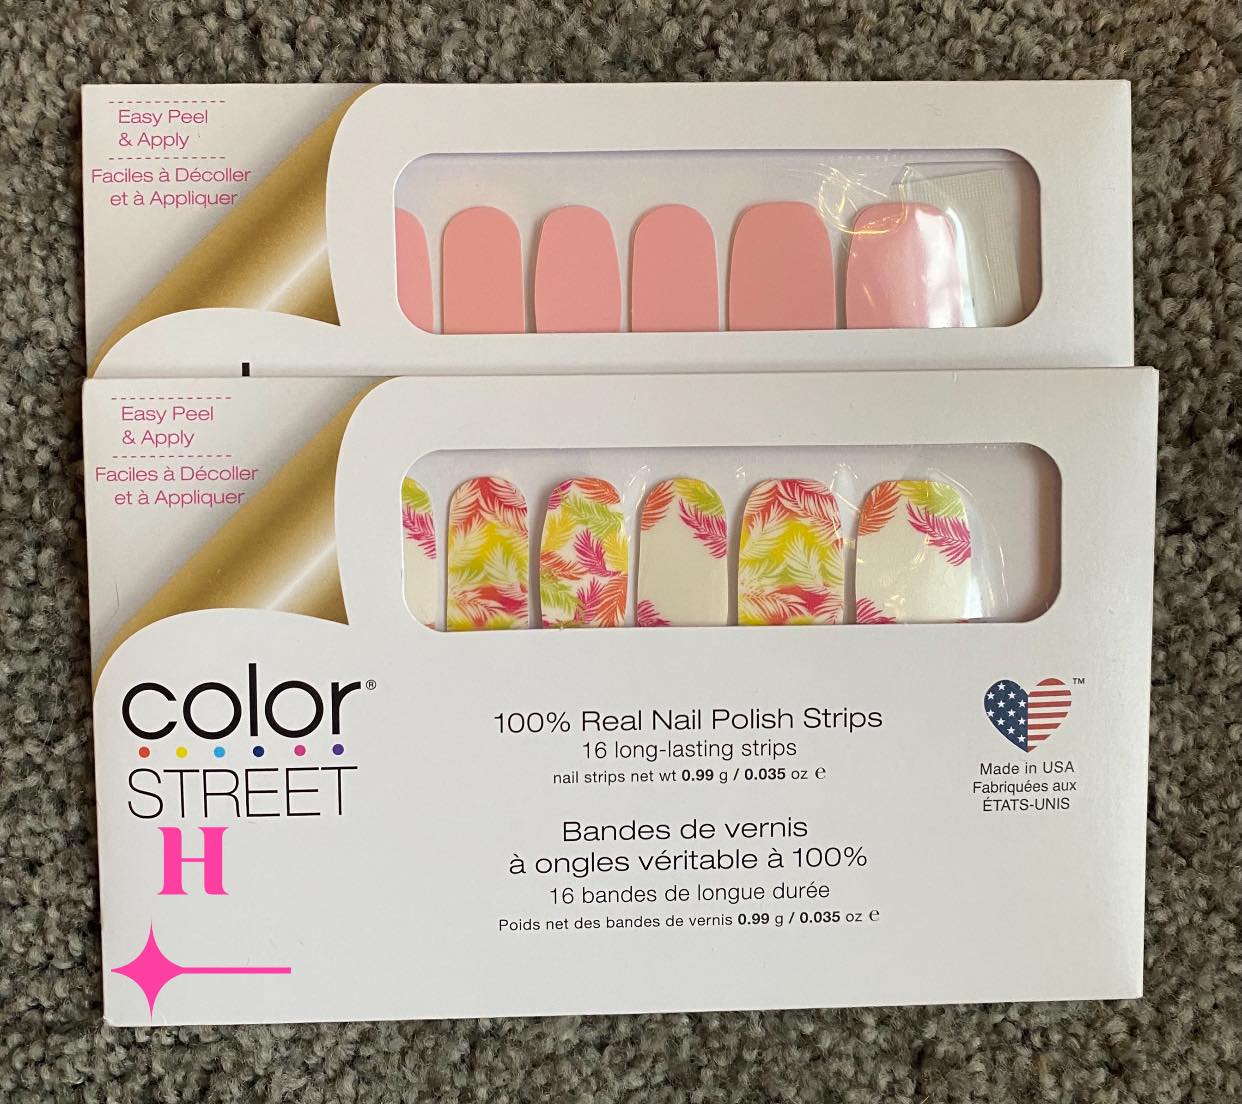 Easy Peel
& Apply
Faciles à Décoller
et à Appliquer
Easy Peel
& Apply
Faciles à Décoller
et à Appliquer
color®
STREET
H
100% Real Nail Polish Strips
16 long-lasting strips
nail strips net wt 0.99 g / 0.035 oz ℮
Bandes de vernis
à ongles véritable à 100%
16 bandes de longue durée
Poids net des bandes de vernis 0.99 g / 0.035 oz ℮
™
Made in USA
Fabriquées aux
ÉTATS-UNIS